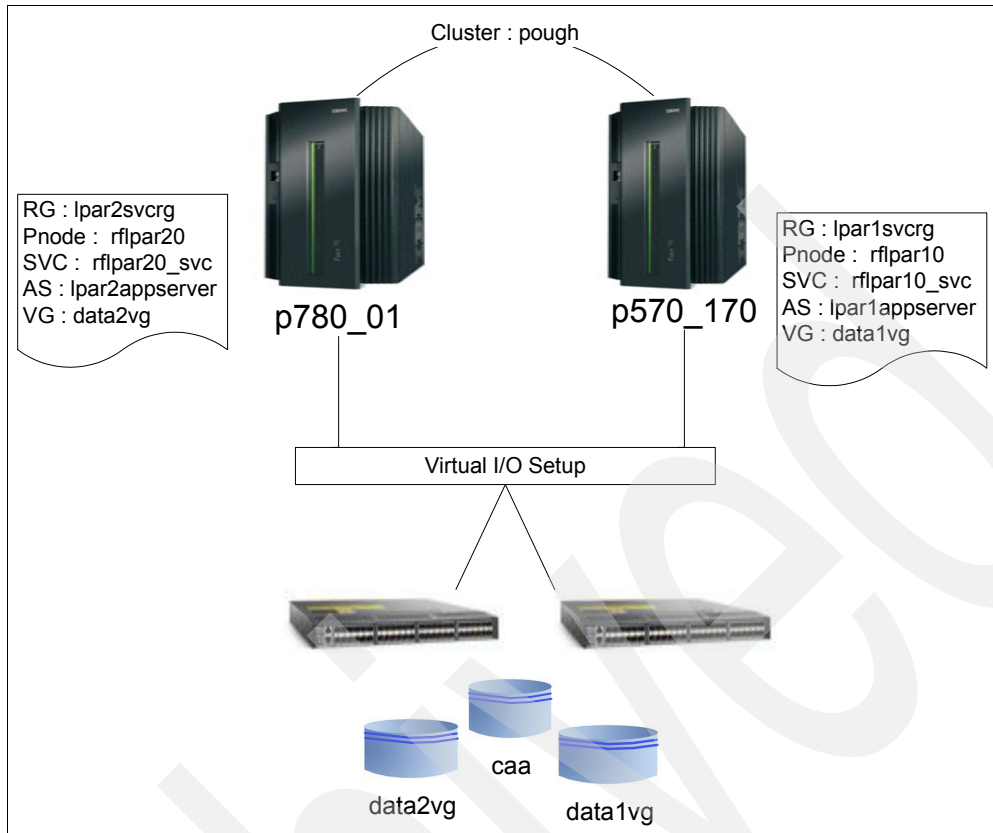 Cluster : pough
RG : lpar2svcrg
Pnode : rflpar20
SVC : rflpar20_svc
AS : lpar2appserver
VG : data2vg
p780_01
RG : lpar1svcrg
Pnode : rflpar10
SVC : rflpar10_svc
AS : lpar1appserver
VG : data1vg
p570_170
Virtual I/O Setup
caa
data2vg
data1vg